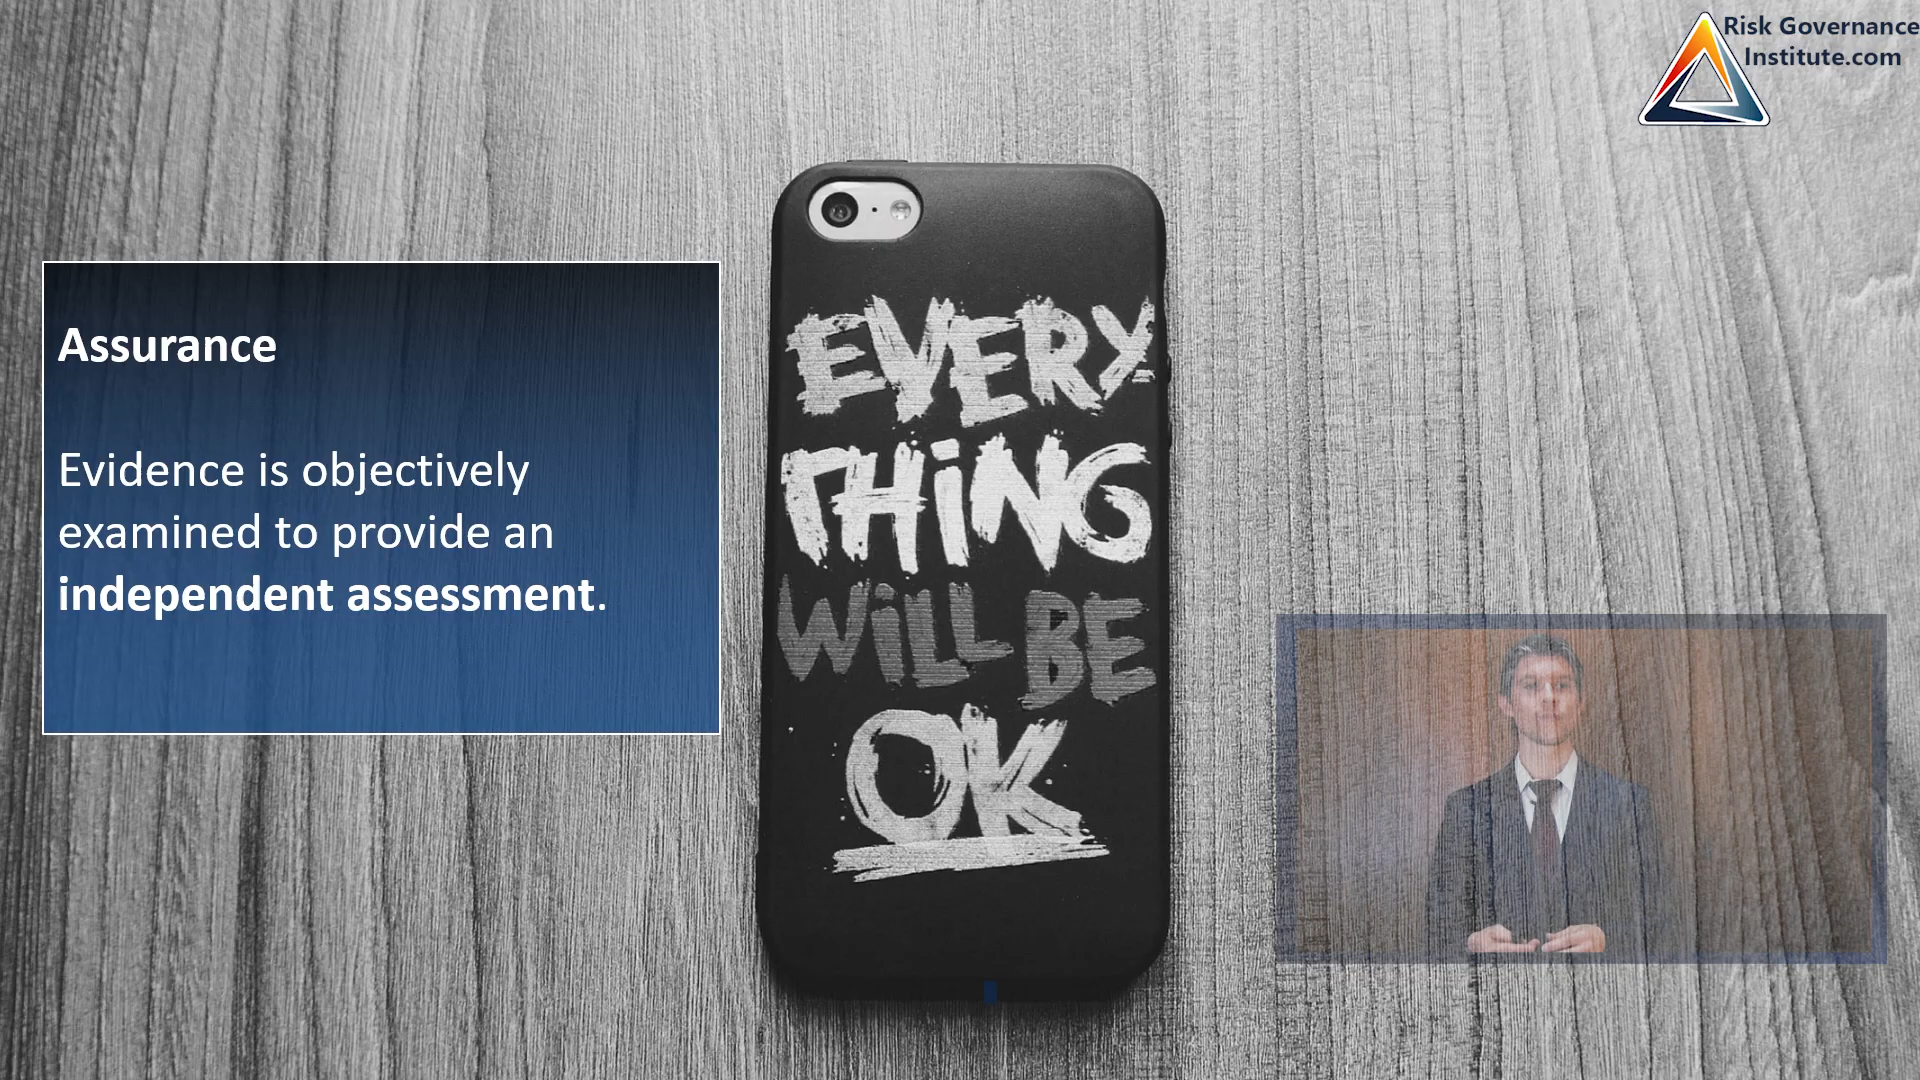 Risk Governance
Institute.com
Assurance
Evidence is objectively
examined to provide an
independent assessment.
EVERY
THiNG
WiLL BE
OK